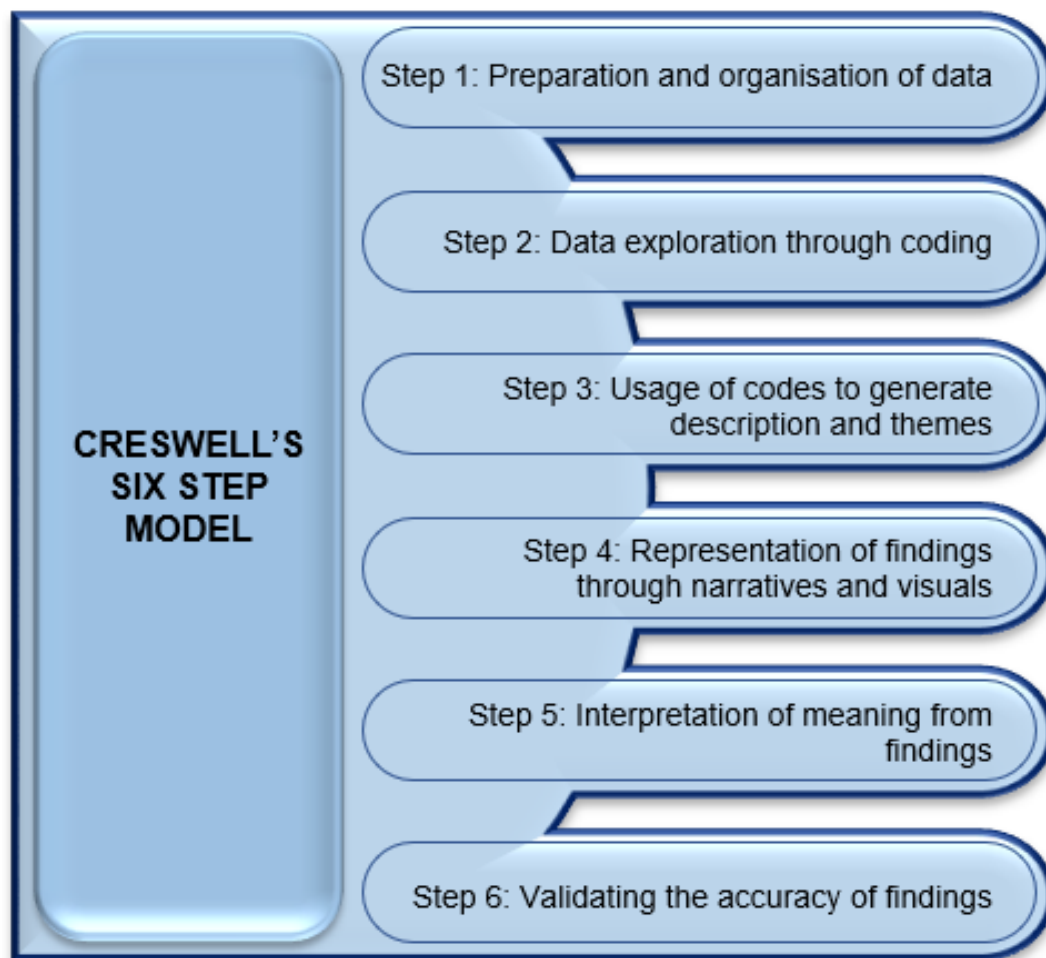 CRESWELL'S
SIX STEP
MODEL
Step 1: Preparation and organisation of data
Step 2: Data exploration through coding
Step 3: Usage of codes to generate
description and themes
Step 4: Representation of findings
through narratives and visuals
Step 5: Interpretation of meaning from
findings
Step 6: Validating the accuracy of findings